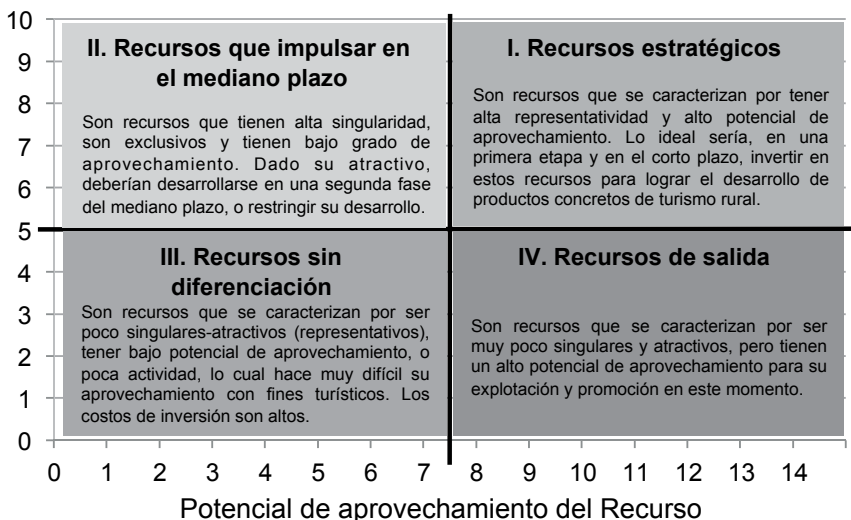 10
9
8
7
6
5
4
3
2
1
0
II. Recursos que impulsar en
el mediano plazo
Son recursos que tienen alta singularidad,
son exclusivos y tienen bajo grado de
aprovechamiento. Dado su atractivo,
deberían desarrollarse en una segunda fase
del mediano plazo, o restringir su desarrollo.
I. Recursos estratégicos
Son recursos que se caracterizan por tener
alta representatividad y alto potencial de
aprovechamiento. Lo ideal sería, en una
primera etapa y en el corto plazo, invertir en
estos recursos para lograr el desarrollo de
productos concretos de turismo rural.
III. Recursos sin
diferenciación
Son recursos que se caracterizan por ser
poco singulares-atractivos (representativos),
tener bajo potencial de aprovechamiento, o
poca actividad, lo cual hace muy difícil su
aprovechamiento con fines turísticos. Los
costos de inversión son altos.
IV. Recursos de salida
Son recursos que se caracterizan por ser
muy poco singulares y atractivos, pero tienen
un alto potencial de aprovechamiento para su
explotación y promoción en este momento.
0 1 2 3 4 5 6 7 8 9 10 11 12 13 14
Potencial de aprovechamiento del Recurso